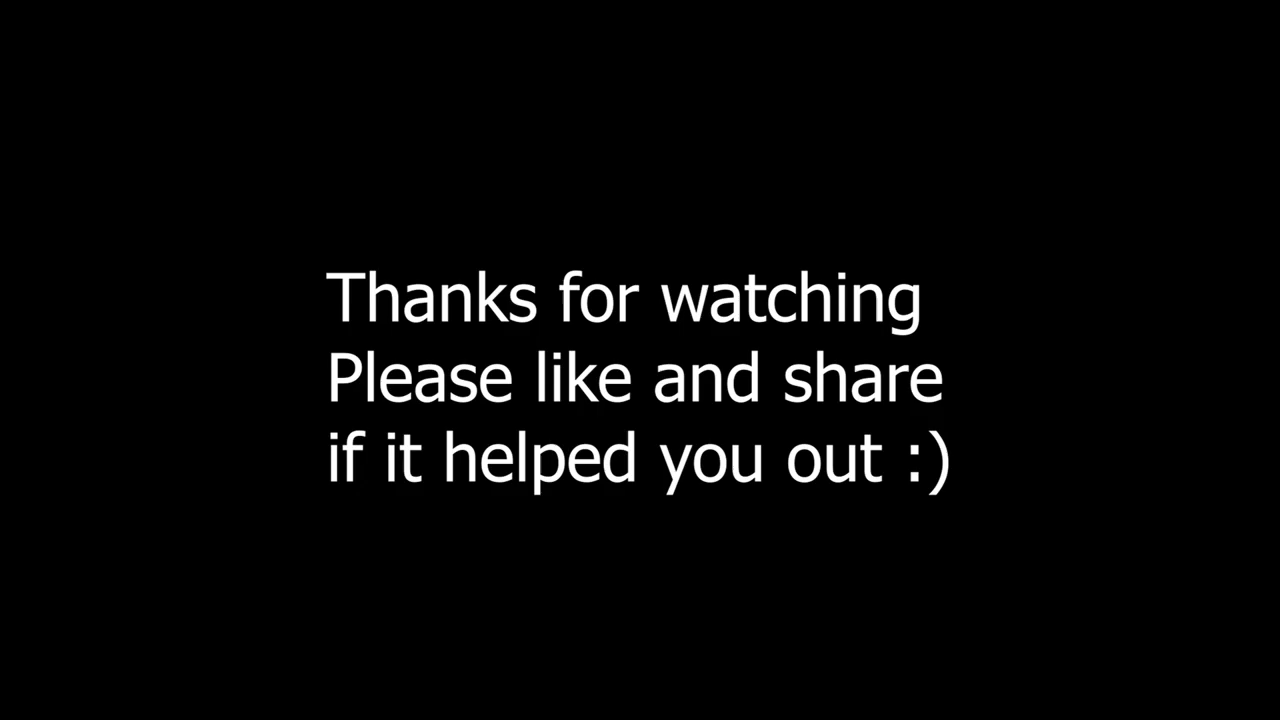 Thanks for watching
Please like and share
if it helped you out :)